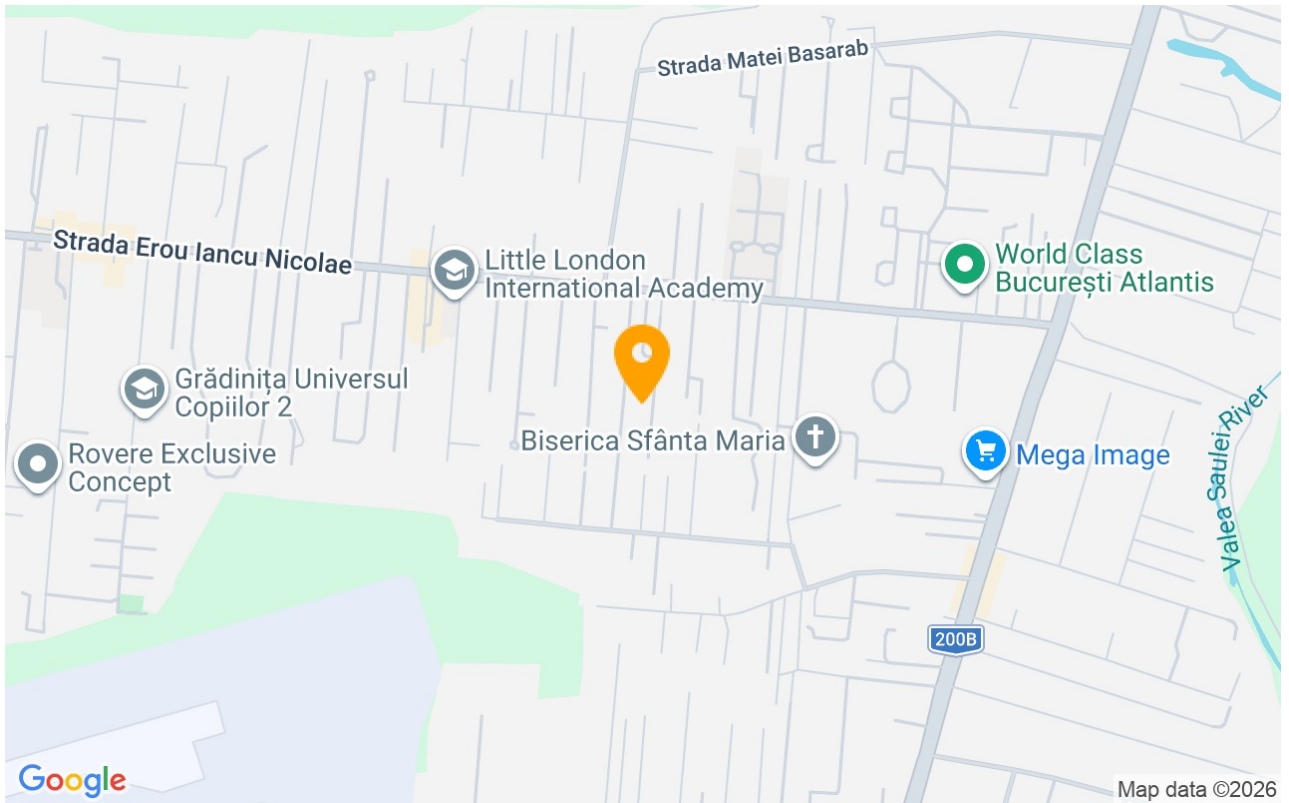 Strada Matei Basarab
Strada Erou Iancu Nicolae
Little London
International Academy
World Class
București Atlantis
Grădinița Universul
Copiilor 2
Biserica Sfânta Maria
Mega Image
Rovere Exclusive
Concept
Valea Saulei River
200B
Google
Map data ©2026